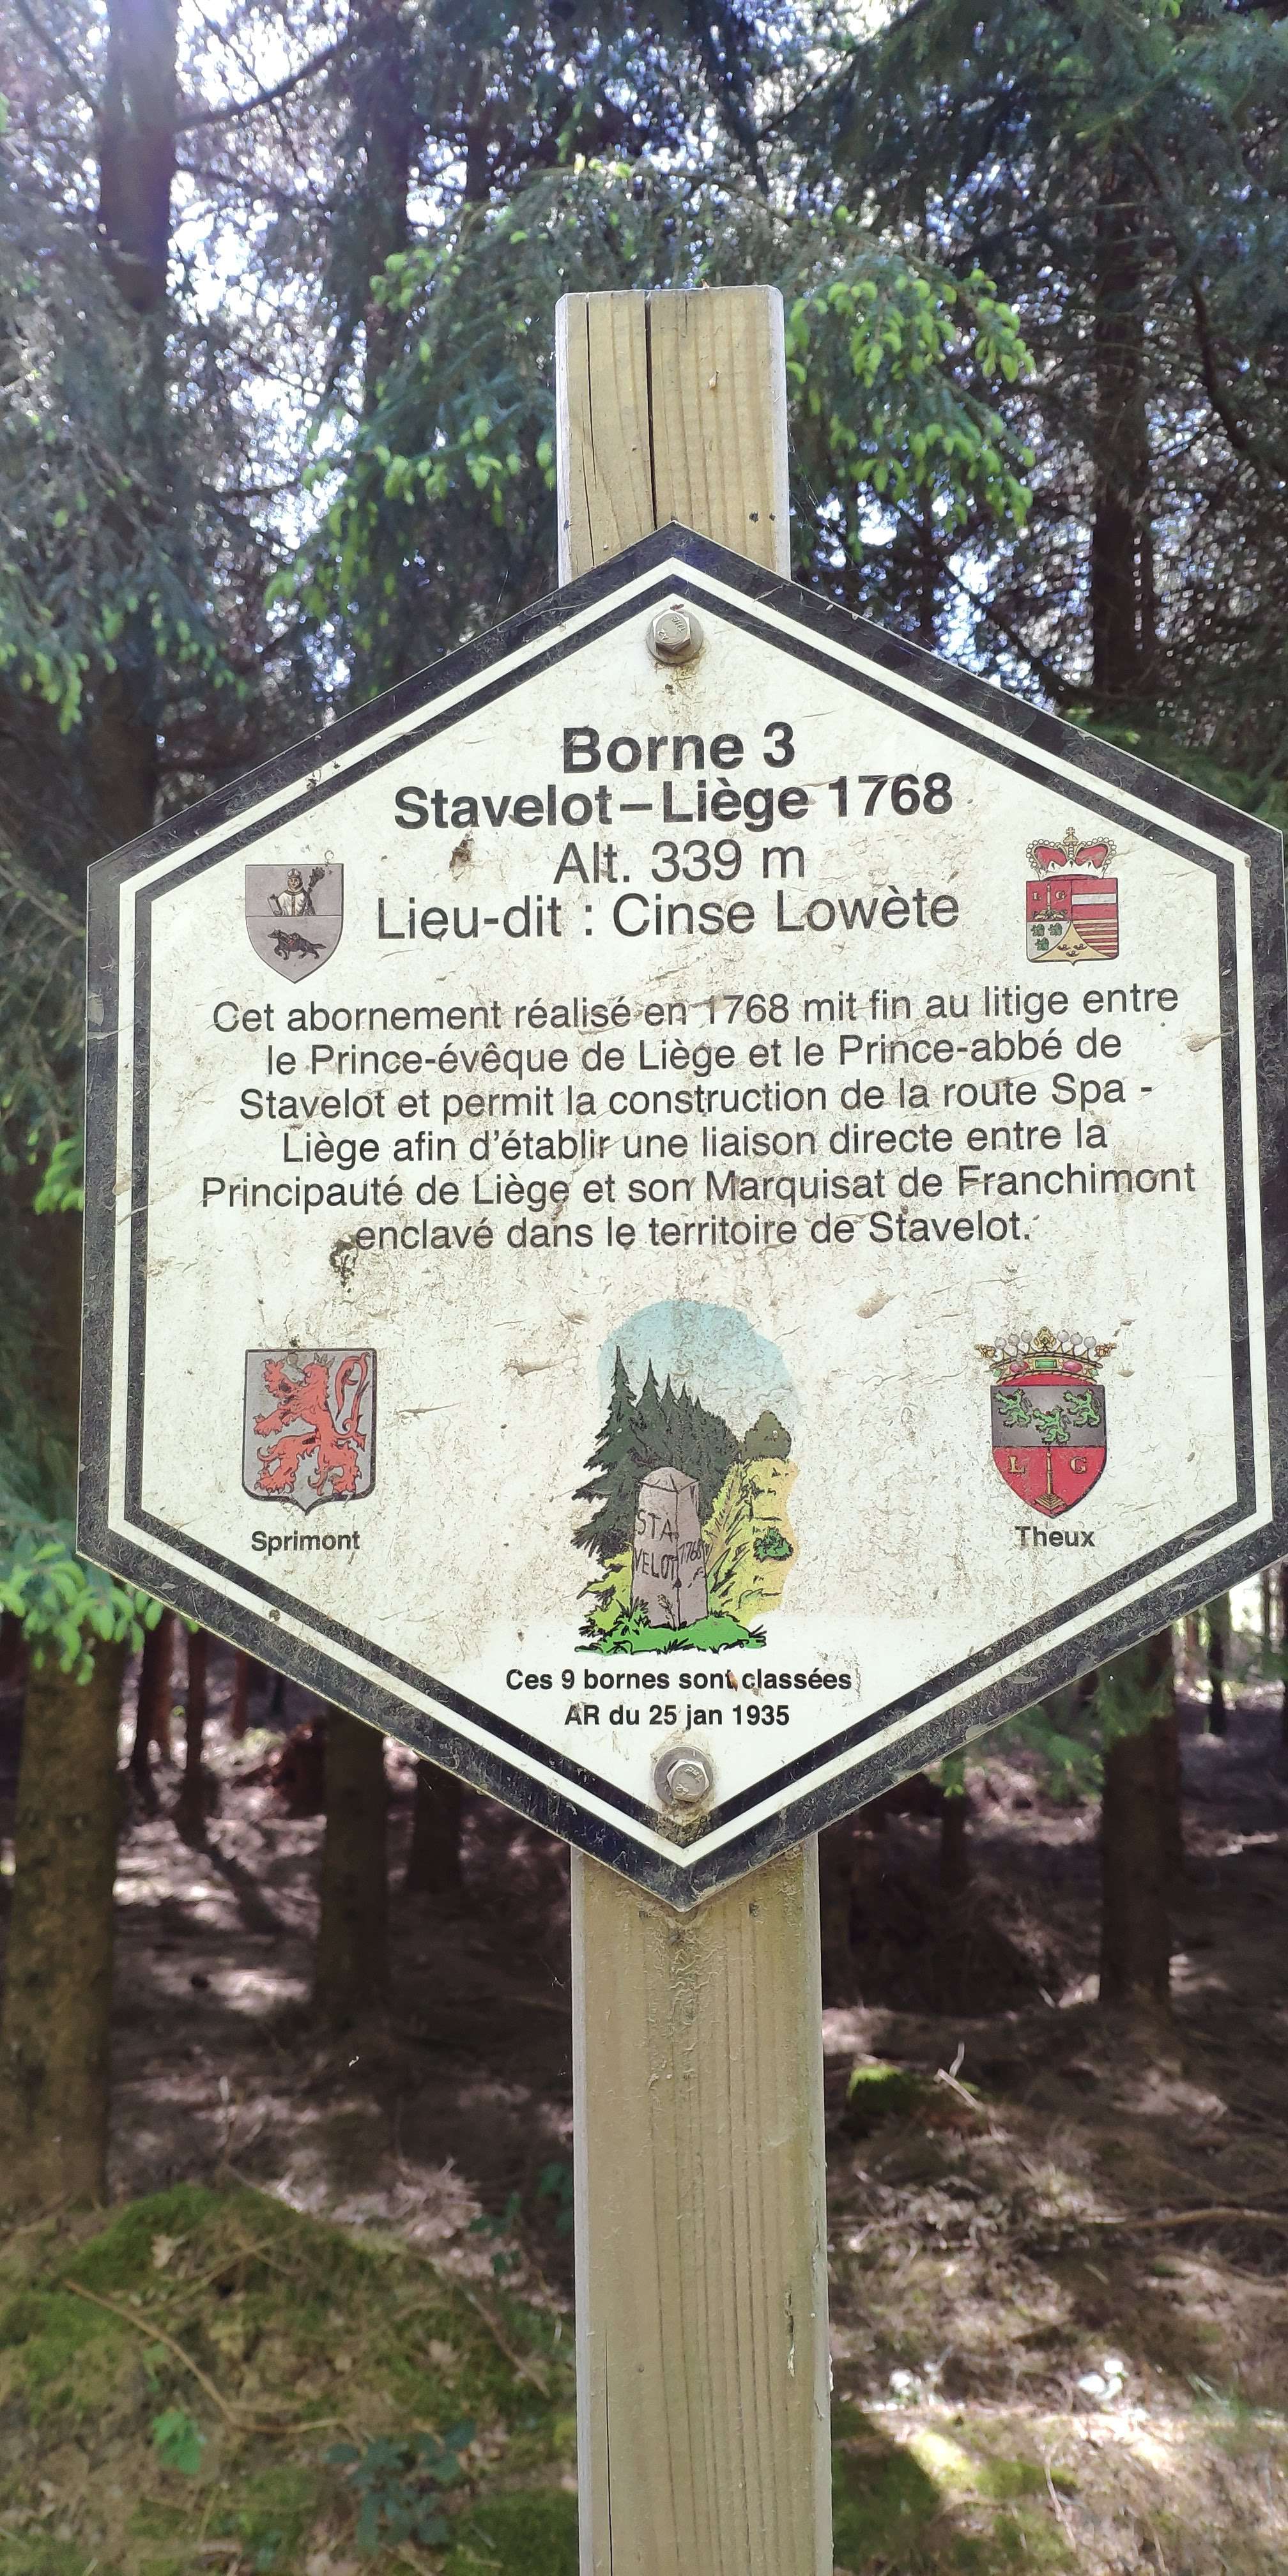 Borne 3
Stavelot–Liège 1768
Alt. 339 m
Lieu-dit : Cinse Lowète
L G
Cet abornement réalisé en 1768 mit fin au litige entre
le Prince-évêque de Liège et le Prince-abbé de
Stavelot et permit la construction de la route Spa -
Liège afin d'établir une liaison directe entre la
Principauté de Liège et son Marquisat de Franchimont
enclavé dans le territoire de Stavelot.
L G
STA
VELOT 1768
Sprimont
Theux
Ces 9 bornes sont classées
AR du 25 jan 1935